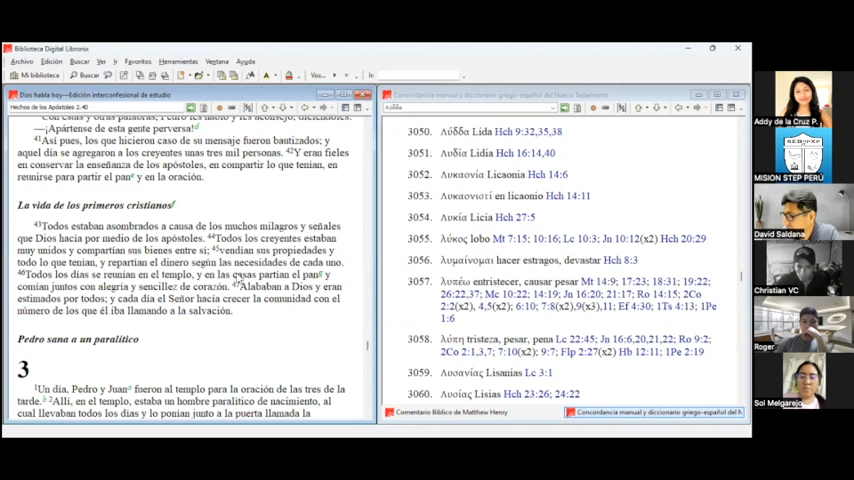 Biblioteca Digital Libronix
Archivo Edición Buscar Ver Ir Favoritos Herramientas Ventana Ayuda
Mi biblioteca Buscar Voz... In:
Dios habla hoy—Edición interconfesional de estudio
Hechos de los Apóstoles 2.40
—¡Apártense de esta gente perversa!d
41Así pues, los que hicieron caso de su mensaje fueron bautizados; y
aquel día se agregaron a los creyentes unas tres mil personas. 42Y eran fieles
en conservar la enseñanza de los apóstoles, en compartir lo que tenían, en
reunirse para partir el pane y en la oración.
La vida de los primeros cristianosf
43Todos estaban asombrados a causa de los muchos milagros y señales
que Dios hacía por medio de los apóstoles. 44Todos los creyentes estaban
muy unidos y compartían sus bienes entre sí; 45vendían sus propiedades y
todo lo que tenían, y repartían el dinero según las necesidades de cada uno.
46Todos los días se reunían en el templo, y en las casas partían el pang y
comían juntos con alegría y sencillez de corazón. 47Alababan a Dios y eran
estimados por todos; y cada día el Señor hacía crecer la comunidad con el
número de los que él iba llamando a la salvación.
Pedro sana a un paralítico
3
1Un día, Pedro y Juana fueron al templo para la oración de las tres de la
tarde.b 2Allí, en el templo, estaba un hombre paralítico de nacimiento, al
cual llevaban todos los días y lo ponían junto a la puerta llamada la
Concordancia manual y diccionario griego-español del Nuevo Testamento
3050. Λύδδα Lida Hch 9:32,35,38
3051. Λυδία Lidia Hch 16:14,40
3052. Λυκαονία Licaonia Hch 14:6
3053. Λυκαονιστί en licaonio Hch 14:11
3054. Λυκία Licia Hch 27:5
3055. λύκος lobo Mt 7:15; 10:16; Lc 10:3; Jn 10:12(x2) Hch 20:29
3056. λυμαίνομαι hacer estragos, devastar Hch 8:3
3057. λυπέω entristecer, causar pesar Mt 14:9; 17:23; 18:31; 19:22;
26:22,37; Mc 10:22; 14:19; Jn 16:20; 21:17; Ro 14:15; 2Co
2:2(x2), 4,5(x2); 6:10; 7:8(x2),9(x3),11; Ef 4:30; 1Ts 4:13; 1Pe
1:6
3058. λύπη tristeza, pesar, pena Lc 22:45; Jn 16:6,20,21,22; Ro 9:2;
2Co 2:1,3,7; 7:10(x2); 9:7; Flp 2:27(x2) Hb 12:11; 1Pe 2:19
3059. Λυσανίας Lisanias Lc 3:1
3060. Λυσίας Lisias Hch 23:26; 24:22
Comentario Bíblico de Matthew Henry
Concordancia manual y diccionario griego-español del N
Addy de la Cruz P.
MISION STEP PERÚ
David Saldana
Christian VC
Roger
Sol Melgarejo